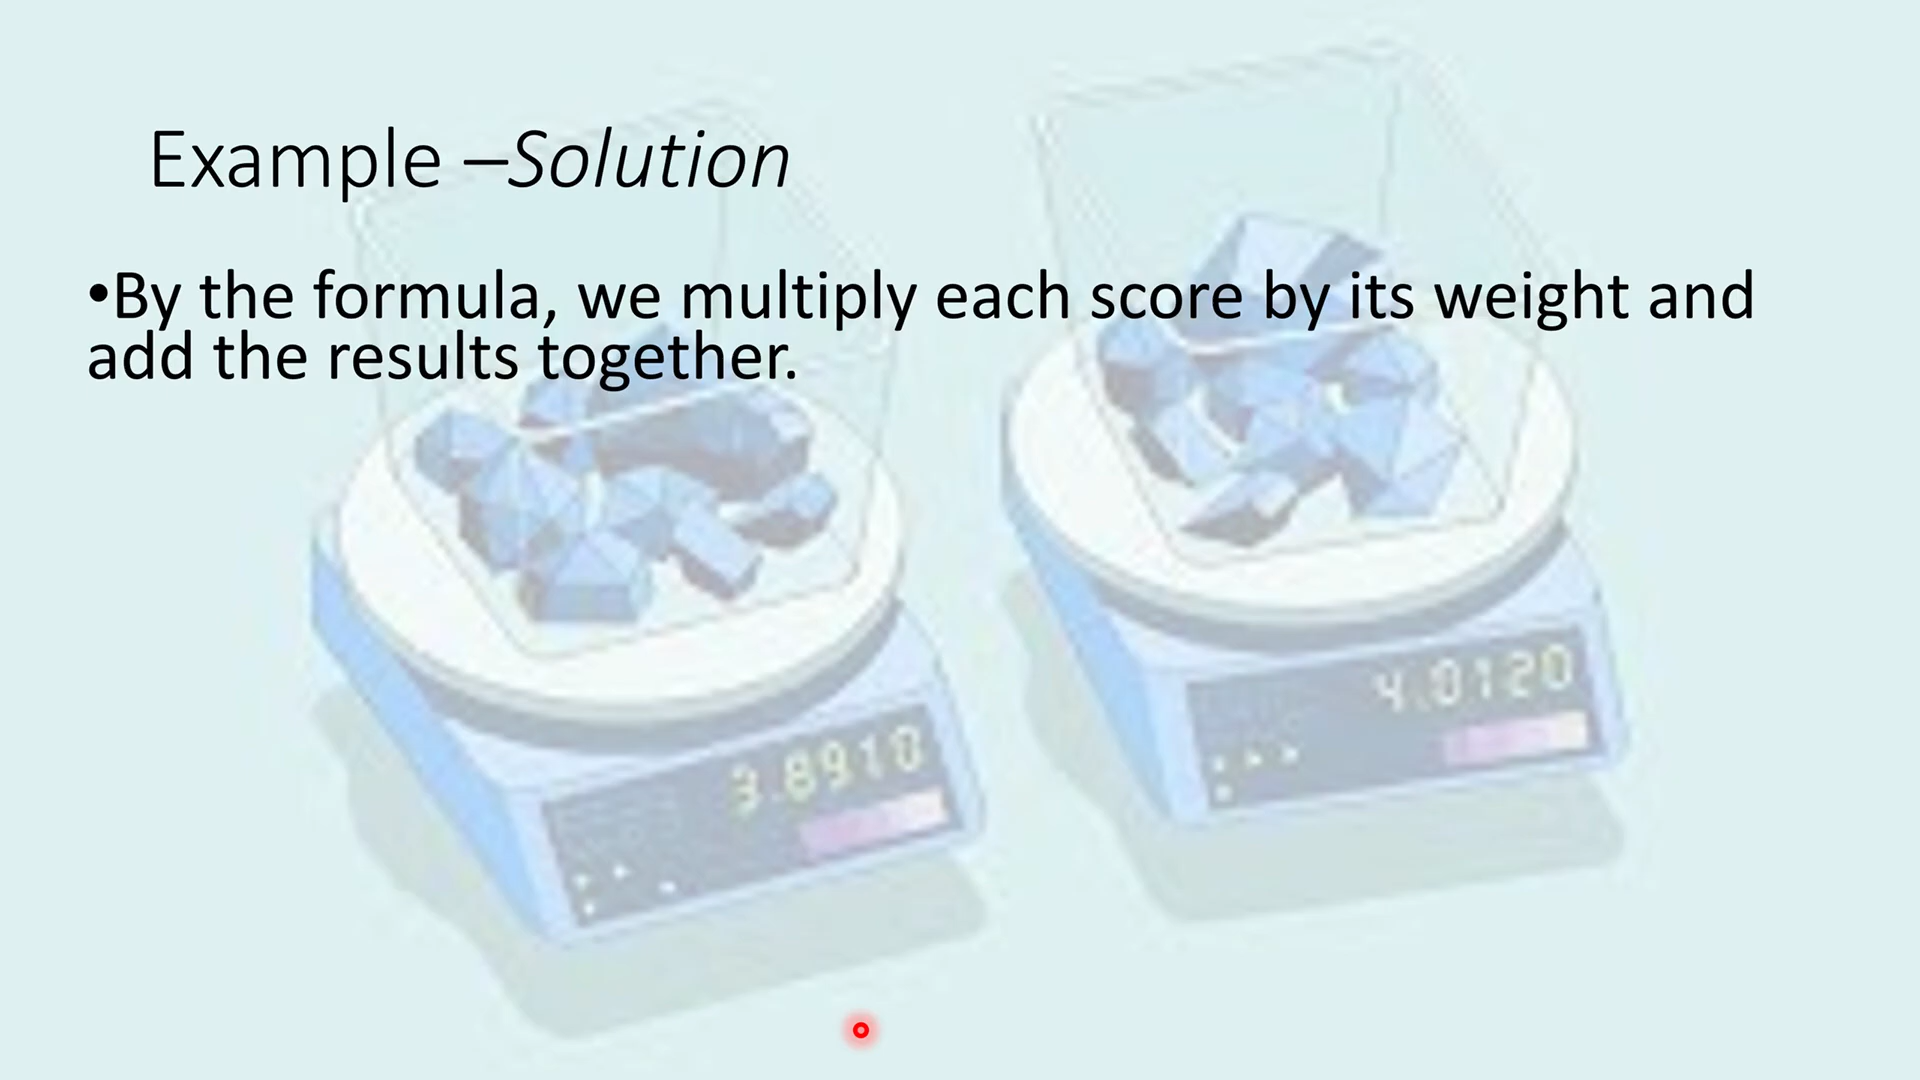 Example –Solution
•By the formula, we multiply each score by its weight and
add the results together.
4.0120
3.8910